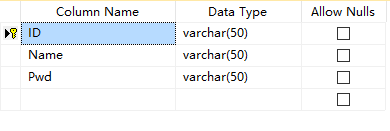 Column Name Data Type Allow Nulls
ID varchar(50)
Name varchar(50)
Pwd varchar(50)